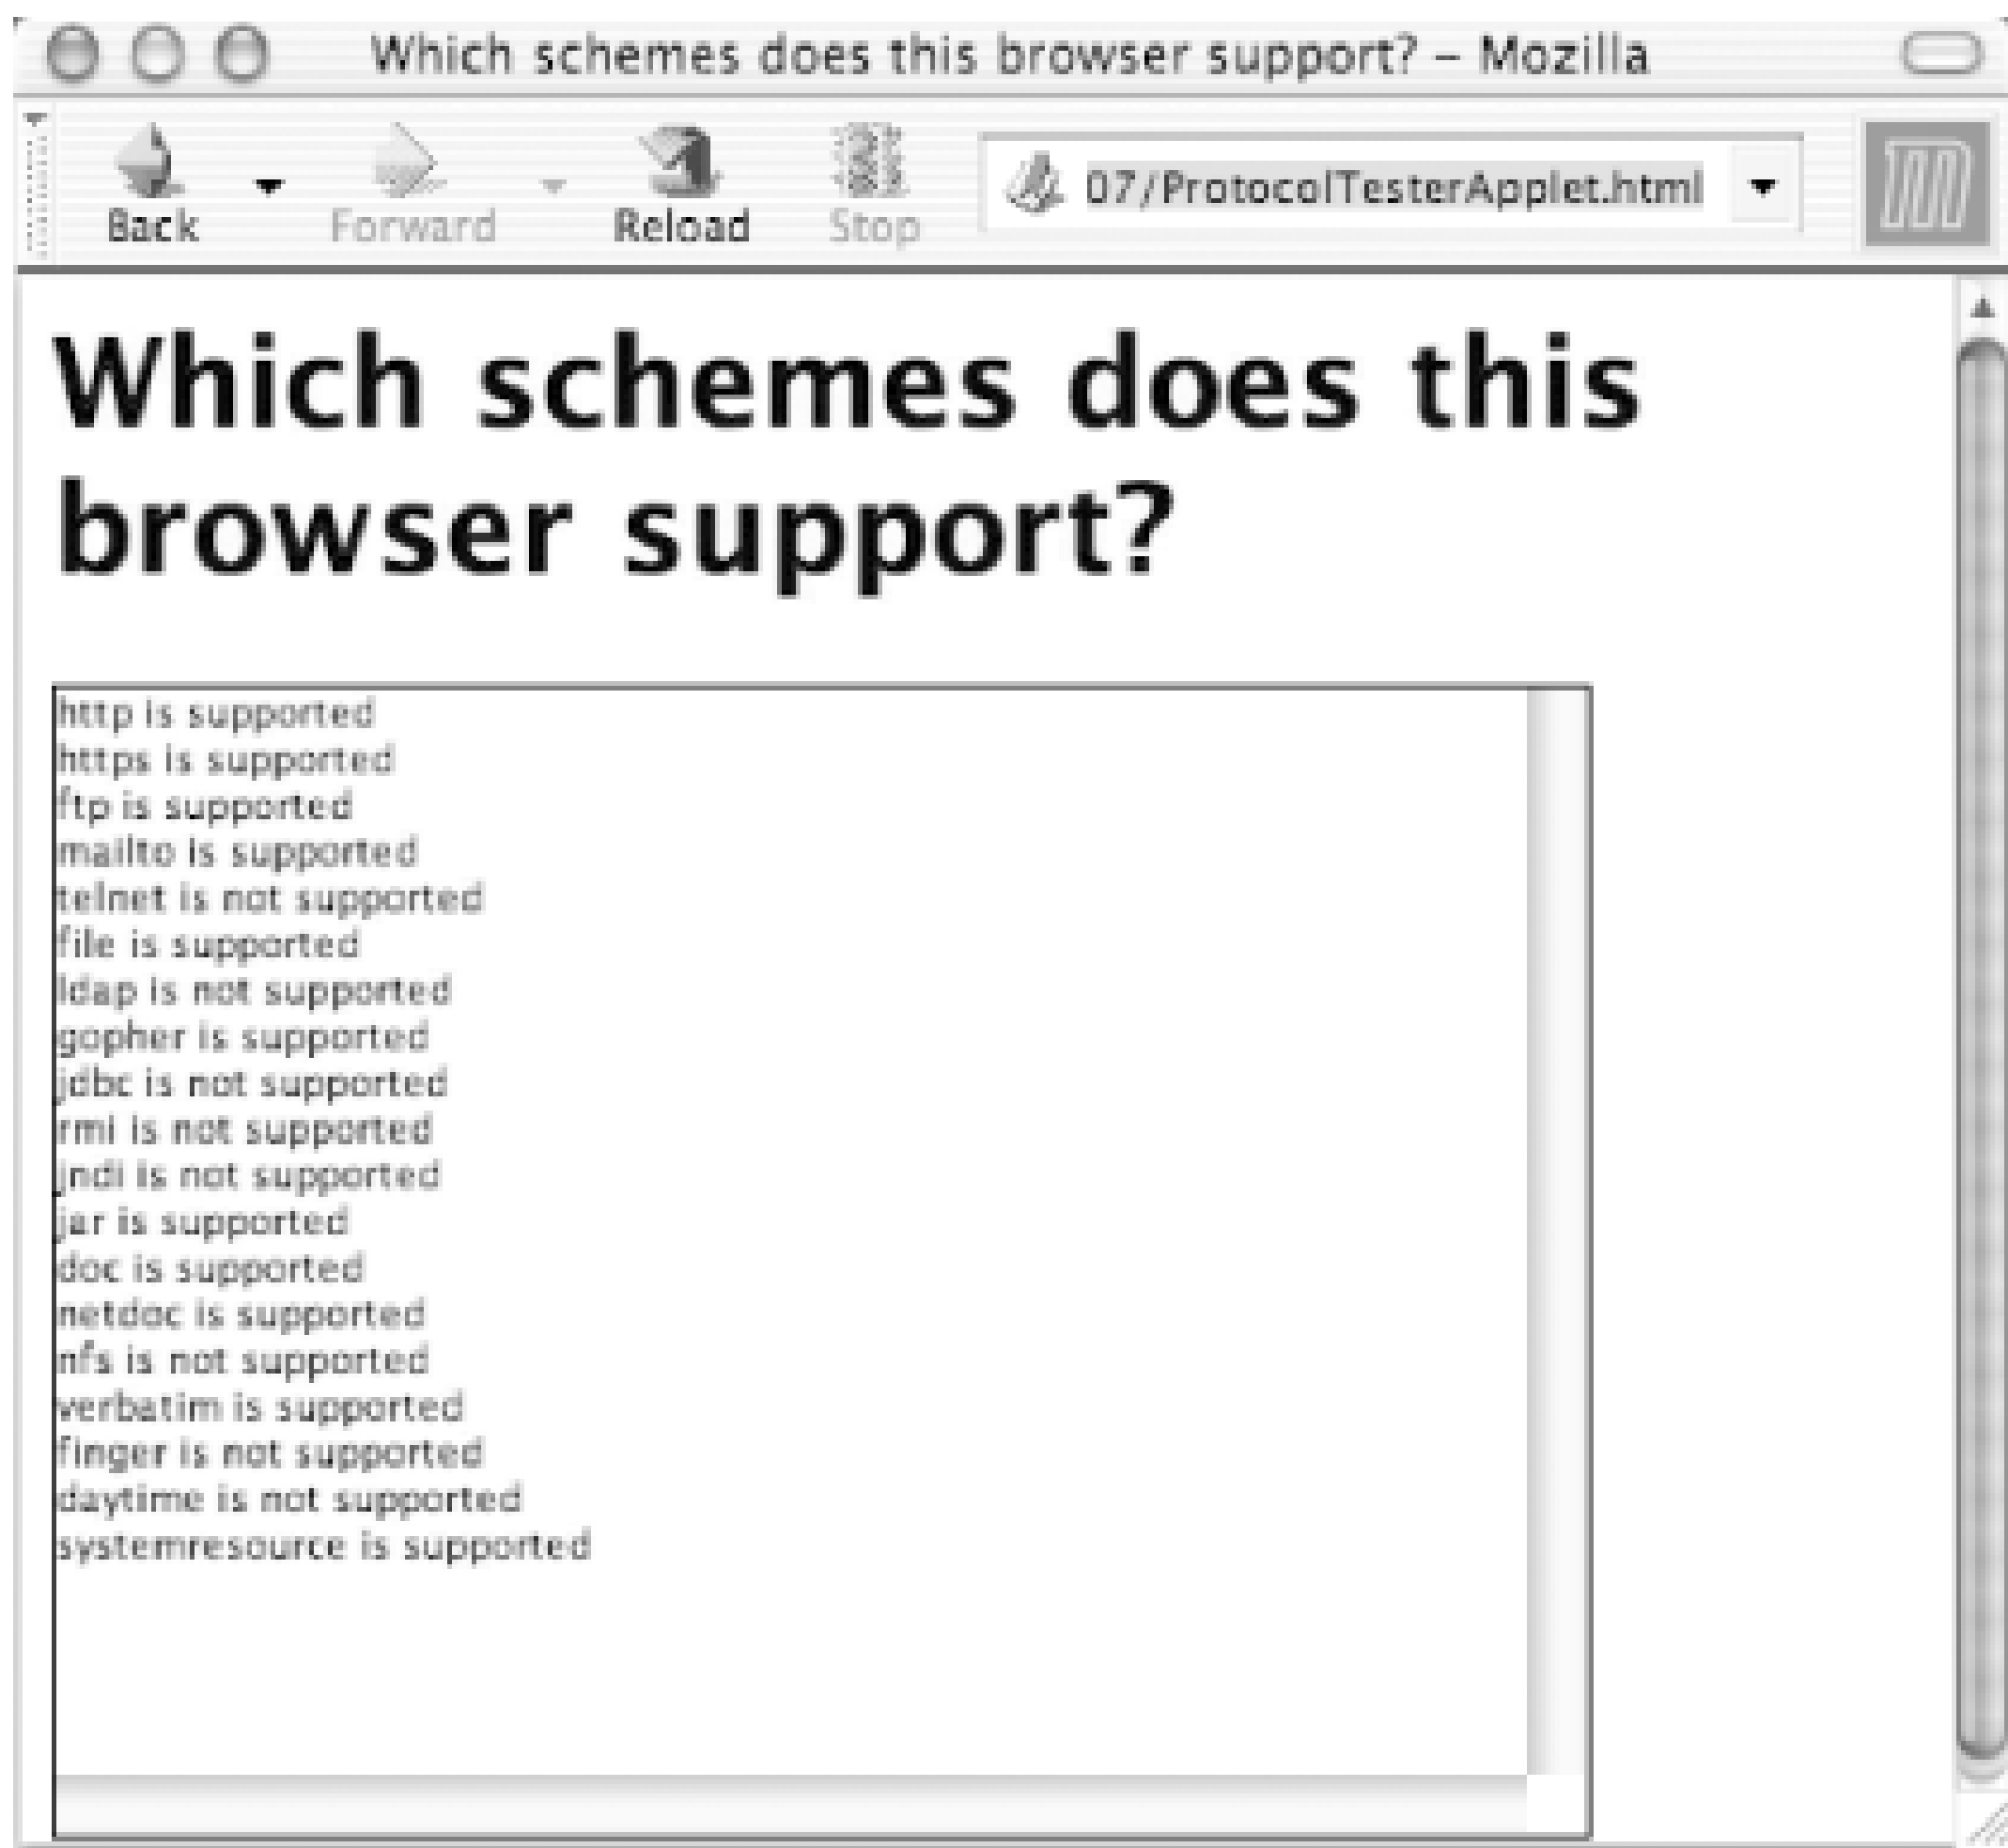 Which schemes does this browser support? – Mozilla
Back Forward Reload Stop 07/ProtocolTesterApplet.html
Which schemes does this
browser support?
http is supported
https is supported
ftp is supported
mailto is supported
telnet is not supported
file is supported
ldap is not supported
gopher is supported
jdbc is not supported
rmi is not supported
jndi is not supported
jar is supported
doc is supported
netdoc is supported
nfs is not supported
verbatim is supported
finger is not supported
daytime is not supported
systemresource is supported